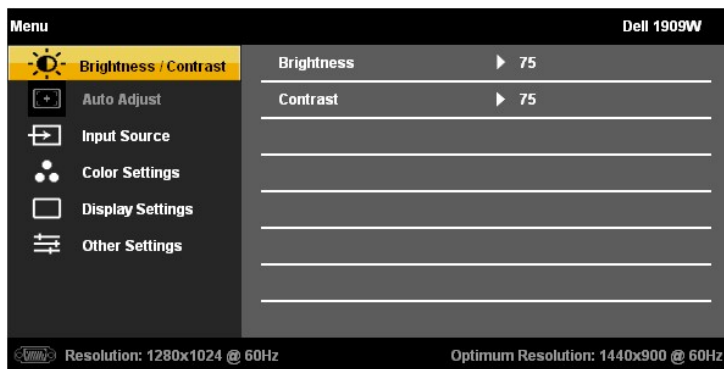 Menu Dell 1909W
Brightness / Contrast Brightness 75
Auto Adjust Contrast 75
Input Source
Color Settings
Display Settings
Other Settings
Resolution: 1280x1024 @ 60Hz Optimum Resolution: 1440x900 @ 60Hz